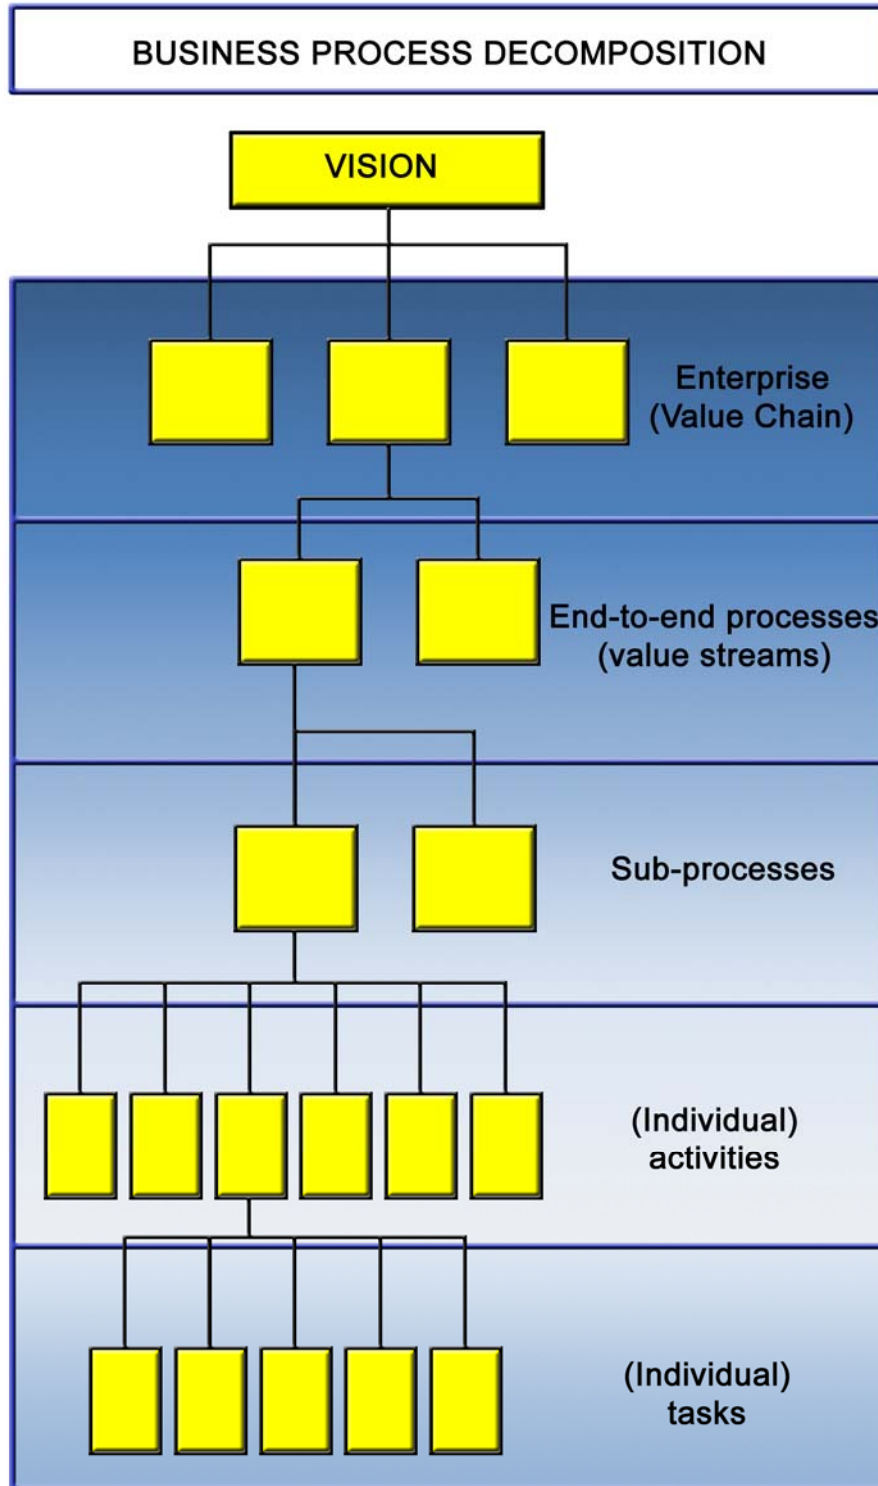 BUSINESS PROCESS DECOMPOSITION
VISION
Enterprise
(Value Chain)
End-to-end processes
(value streams)
Sub-processes
(Individual)
activities
(Individual)
tasks